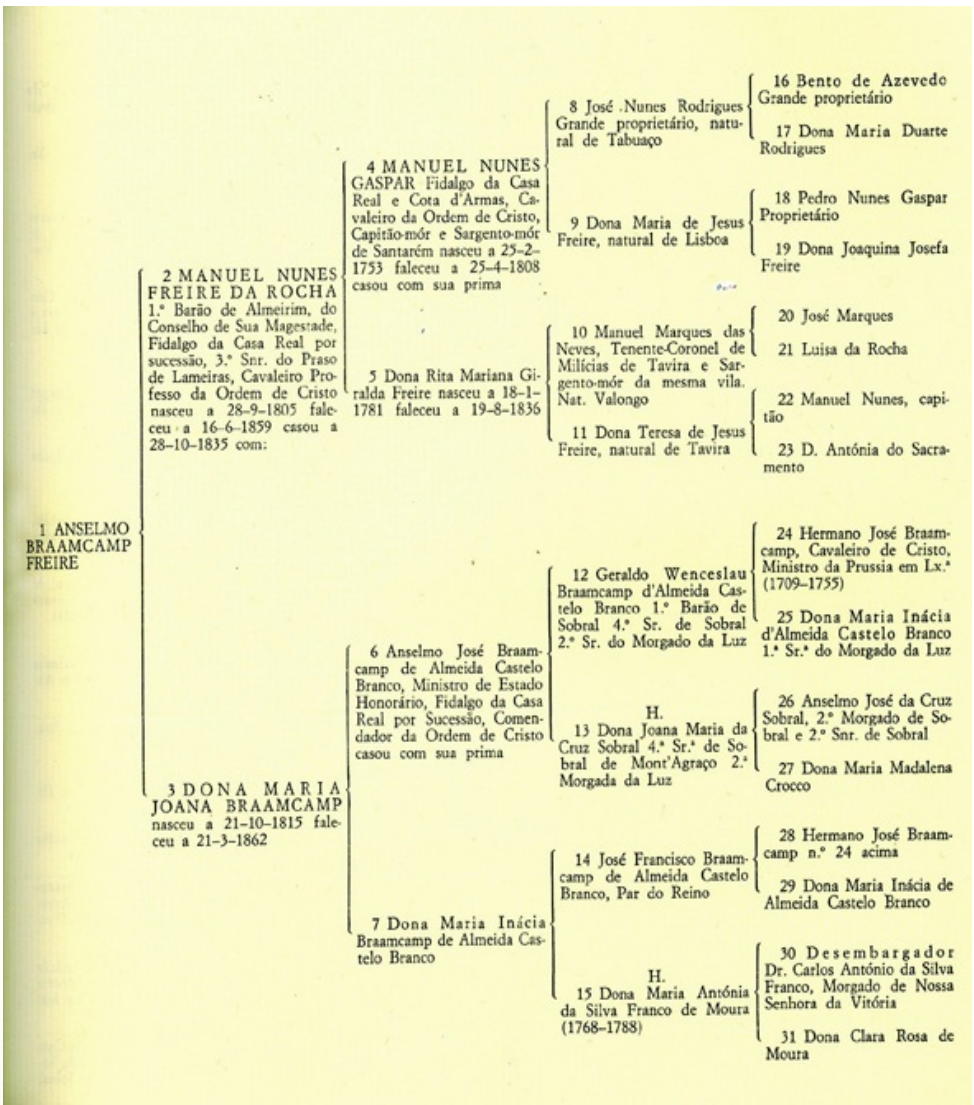 1 ANSELMO
BRAAMCAMP
FREIRE
2 MANUEL NUNES
FREIRE DA ROCHA
1.º Barão de Almeirim, do
Conselho de Sua Magestade,
Fidalgo da Casa Real por
sucessão, 3.º Snr. do Praso
de Lameiras, Cavaleiro Pro-
fesso da Ordem de Cristo
nasceu a 28-9-1805 fale-
ceu a 16-6-1859 casou a
28-10-1835 com:
3 DONA MARIA
JOANA BRAAMCAMP
nasceu a 21-10-1815 fale-
ceu a 21-3-1862
4 MANUEL NUNES
GASPAR Fidalgo da Casa
Real e Cota d'Armas, Ca-
valeiro da Ordem de Cristo,
Capitão-mór e Sargento-mór
de Santarém nasceu a 25-2-
1753 faleceu a 25-4-1808
casou com sua prima
5 Dona Rita Mariana Gi-
ralda Freire nasceu a 18-1-
1781 faleceu a 19-8-1836
6 Anselmo José Braam-
camp de Almeida Castelo
Branco, Ministro de Estado
Honorário, Fidalgo da Casa
Real por Sucessão, Comen-
dador da Ordem de Cristo
casou com sua prima
7 Dona Maria Inácia
Braamcamp de Almeida Cas-
telo Branco
8 José Nunes Rodrigues
Grande proprietário, natu-
ral de Tabuaço
9 Dona Maria de Jesus
Freire, natural de Lisboa
10 Manuel Marques das
Neves, Tenente-Coronel de
Milícias de Tavira e Sar-
gento-mór da mesma vila.
Nat. Valongo
11 Dona Teresa de Jesus
Freire, natural de Tavira
12 Geraldo Wenceslau
Braamcamp d'Almeida Cas-
telo Branco 1.º Barão de
Sobral 4.º Sr. de Sobral
2.º Sr. do Morgado da Luz
H.
13 Dona Joana Maria da
Cruz Sobral 4.ª Sr.ª de So-
bral de Mont'Agraço 2.ª
Morgada da Luz
14 José Francisco Braam-
camp de Almeida Castelo
Branco, Par do Reino
H.
15 Dona Maria Antónia
da Silva Franco de Moura
(1768-1788)
16 Bento de Azevedo
Grande proprietário
17 Dona Maria Duarte
Rodrigues
18 Pedro Nunes Gaspar
Proprietário
19 Dona Joaquina Josefa
Freire
20 José Marques
21 Luisa da Rocha
22 Manuel Nunes, capi-
tão
23 D. Antónia do Sacra-
mento
24 Hermano José Braam-
camp, Cavaleiro de Cristo,
Ministro da Prussia em Lx.ª
(1709-1755)
25 Dona Maria Inácia
d'Almeida Castelo Branco
1.ª Sr.ª do Morgado da Luz
26 Anselmo José da Cruz
Sobral, 2.º Morgado de So-
bral e 2.º Snr. de Sobral
27 Dona Maria Madalena
Crocco
28 Hermano José Braam-
camp n.º 24 acima
29 Dona Maria Inácia de
Almeida Castelo Branco
30 Desembargador
Dr. Carlos António da Silva
Franco, Morgado de Nossa
Senhora da Vitória
31 Dona Clara Rosa de
Moura